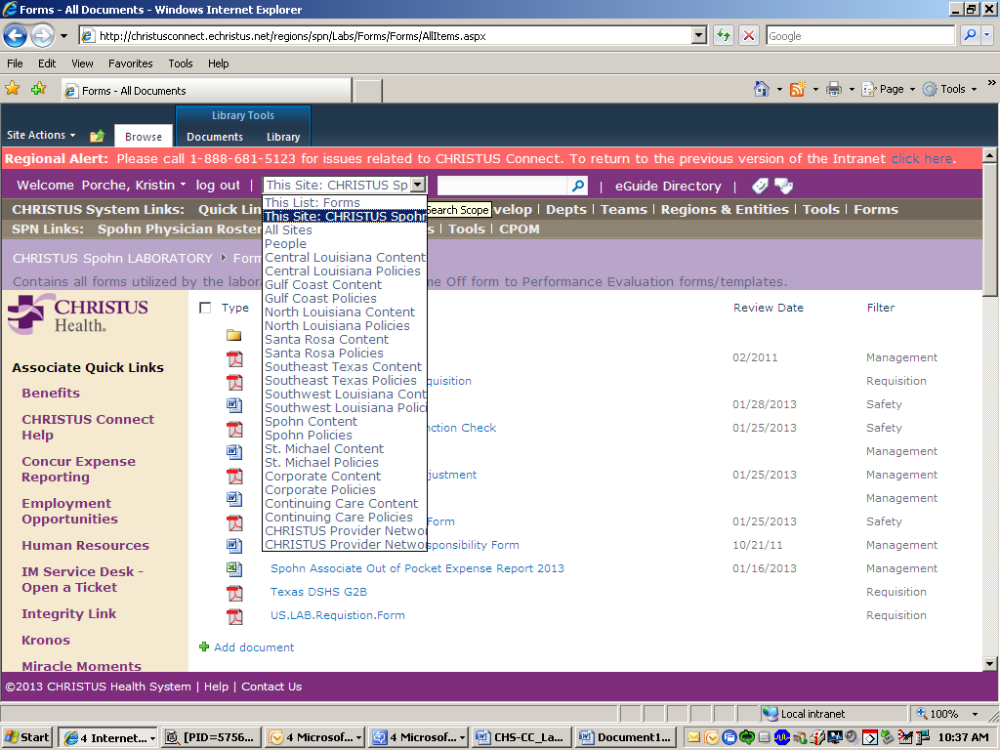 Forms - All Documents - Windows Internet Explorer
http://christusconnect.echristus.net/regions/spn/Labs/Forms/Forms/AllItems.aspx
Google
File Edit View Favorites Tools Help
Forms - All Documents
Page Tools »
Library Tools
Site Actions Browse Documents Library
Regional Alert: Please call 1-888-681-5123 for issues related to CHRISTUS Connect. To return to the previous version of the Intranet click here.
Welcome Porche, Kristin log out | This Site: CHRISTUS Sp | eGuide Directory |
CHRISTUS System Links: Quick Lin velop | Depts | Teams | Regions & Entities | Tools | Forms
SPN Links: Spohn Physician Roster s | Tools | CPOM
Search Scope
This List: Forms
This Site: CHRISTUS Spohn
All Sites
People
Central Louisiana Content
Central Louisiana Policies
Gulf Coast Content
Gulf Coast Policies
North Louisiana Content
North Louisiana Policies
Santa Rosa Content
Santa Rosa Policies
Southeast Texas Content
Southeast Texas Policies
Southwest Louisiana Cont
Southwest Louisiana Polici
Spohn Content
Spohn Policies
St. Michael Content
St. Michael Policies
Corporate Content
Corporate Policies
Continuing Care Content
Continuing Care Policies
CHRISTUS Provider Networ
CHRISTUS Provider Networ
CHRISTUS Spohn LABORATORY Form
Contains all forms utilized by the labor me Off form to Performance Evaluation forms/templates.
CHRISTUS
Health.
Associate Quick Links
Benefits
CHRISTUS Connect
Help
Concur Expense
Reporting
Employment
Opportunities
Human Resources
IM Service Desk -
Open a Ticket
Integrity Link
Kronos
Miracle Moments
Type Review Date Filter
02/2011 Management
quisition Requisition
01/28/2013 Safety
nction Check 01/25/2013 Safety
Management
justment 01/25/2013 Management
Management
Form 01/25/2013 Safety
sponsibility Form 10/21/11 Management
Spohn Associate Out of Pocket Expense Report 2013 01/16/2013 Management
Texas DSHS G2B Requisition
US.LAB.Requistion.Form Requisition
Add document
©2013 CHRISTUS Health System | Help | Contact Us
Local intranet 100%
Start 4 Internet... [PID=5756... 4 Microsof... 4 Microsof... CHS-CC_La... Document1... 10:37 AM